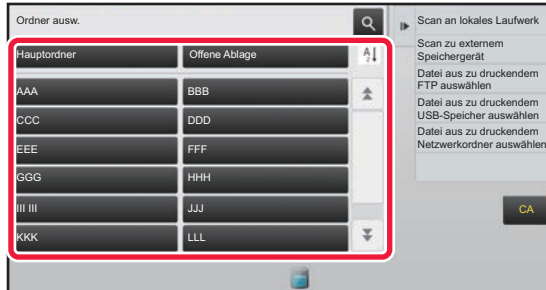 Ordner ausw.
Hauptordner
Offene Ablage
AAA
BBB
CCC
DDD
EEE
FFF
GGG
HHH
III III
JJJ
KKK
LLL
Scan an lokales Laufwerk
Scan zu externem
Speichergerät
Datei aus zu druckendem
FTP auswählen
Datei aus zu druckendem
USB-Speicher auswählen
Datei aus zu druckendem
Netzwerkordner auswählen
CA